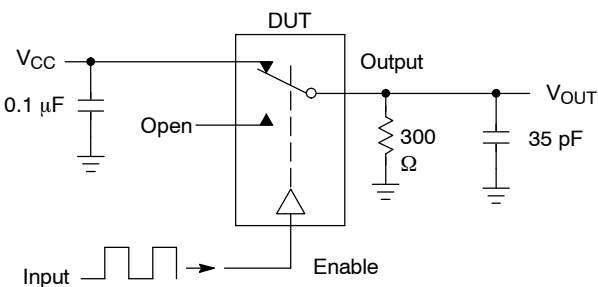 DUT
VCC
Output
0.1 μF
VOUT
Open
300
Ω
35 pF
Input
Enable